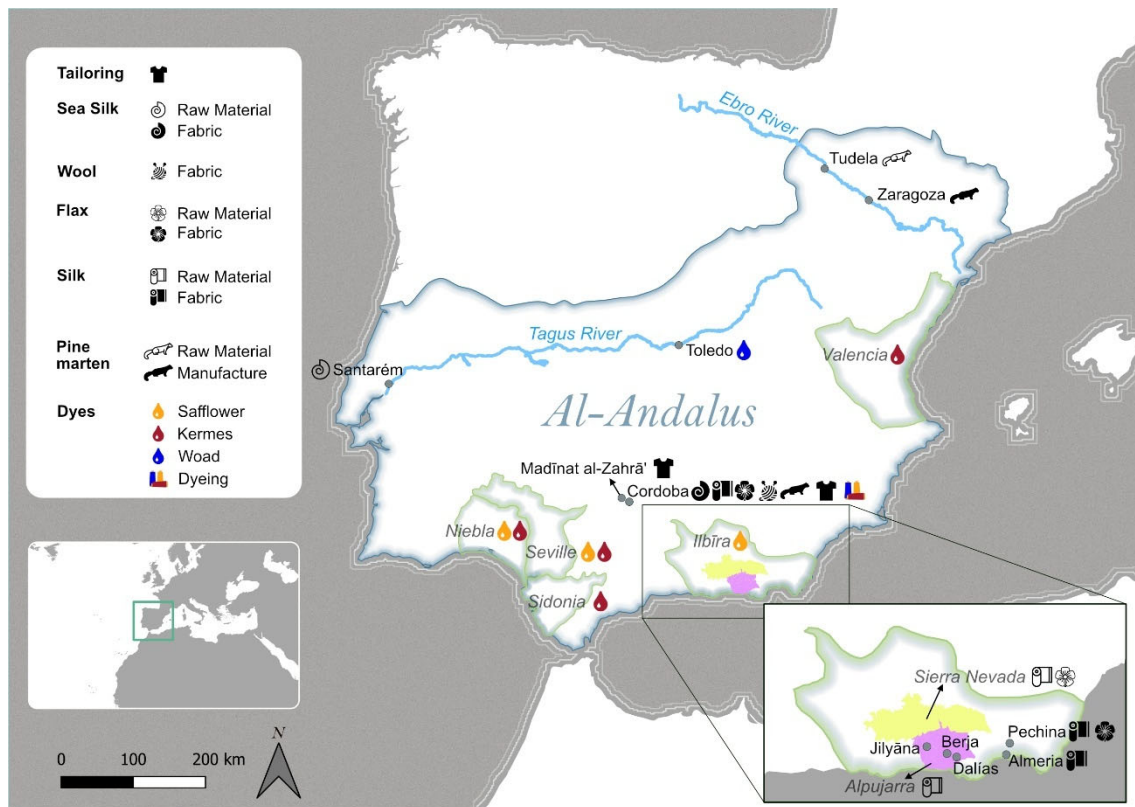 Tailoring
Sea Silk
Raw Material
Fabric
Wool
Fabric
Flax
Raw Material
Fabric
Silk
Raw Material
Fabric
Pine
marten
Raw Material
Manufacture
Dyes
Safflower
Kermes
Woad
Dyeing
0 100 200 km
N
Ebro River
Tudela
Zaragoza
Tagus River
Toledo
Valencia
Santarém
Al-Andalus
Madīnat al-Zahrā'
Cordoba
Niebla
Seville
Ilbīra
Sidonia
Sierra Nevada
Pechina
Jilyāna
Berja
Dalías
Almeria
Alpujarra